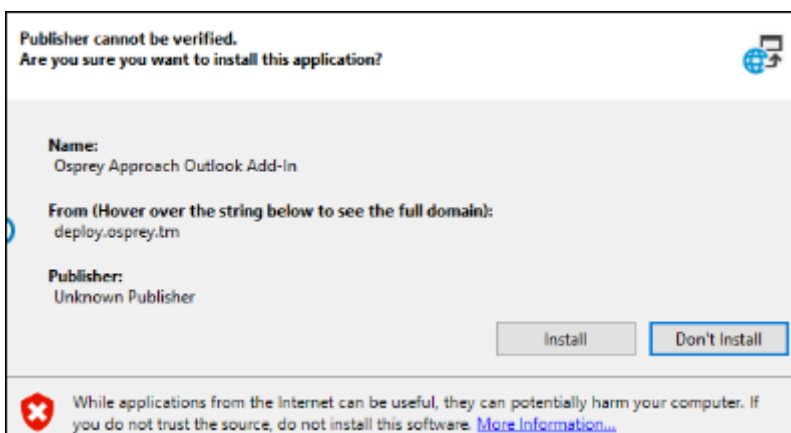 Publisher cannot be verified.
Are you sure you want to install this application?
Name:
Osprey Approach Outlook Add-In
From (Hover over the string below to see the full domain):
deploy.osprey.tm
Publisher:
Unknown Publisher
Install
Don't Install
While applications from the Internet can be useful, they can potentially harm your computer. If
you do not trust the source, do not install this software. More Information...